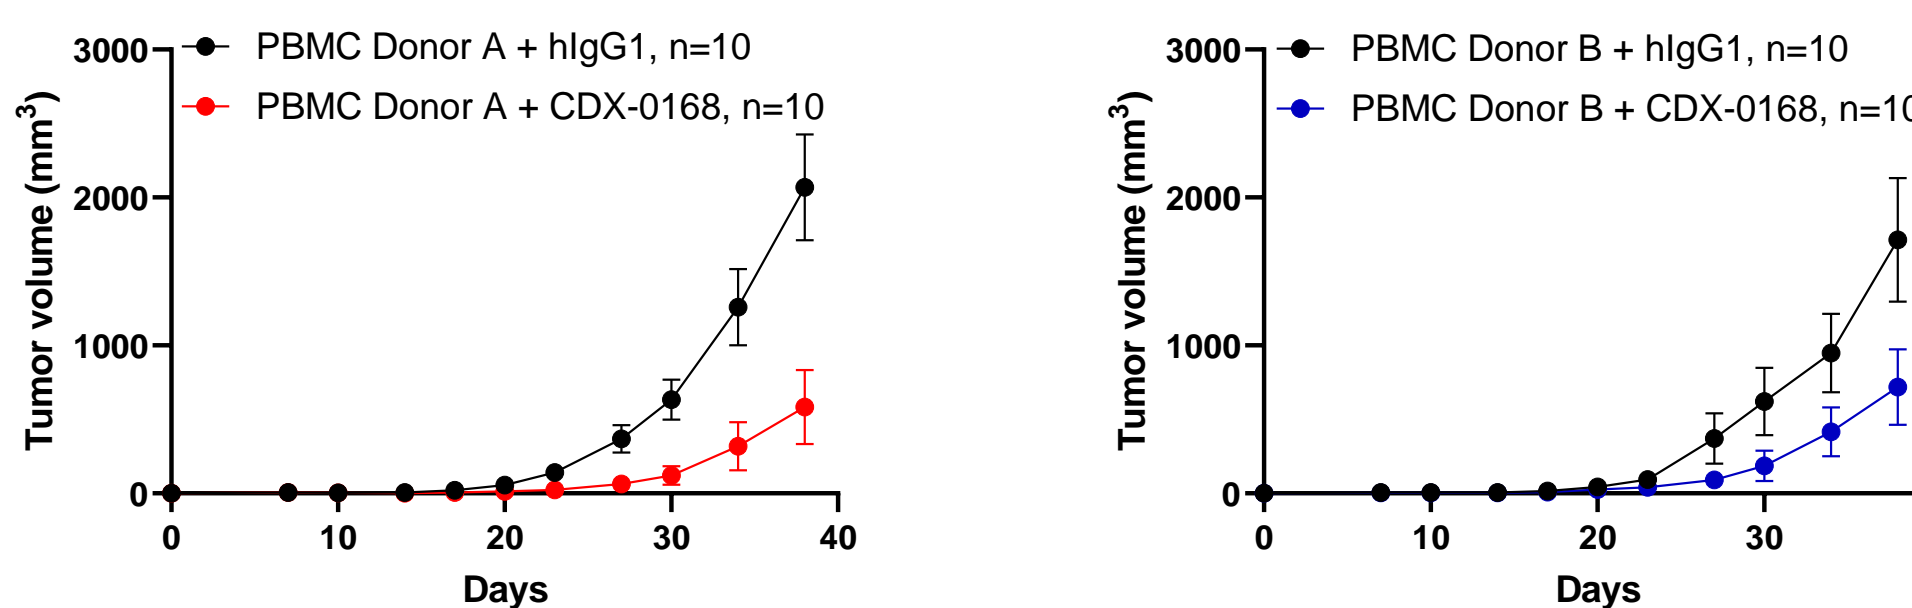 PBMC Donor A + hIgG1, n=10
PBMC Donor A + CDX-0168, n=10
3000
2000
1000
0
Tumor volume (mm³)
0 10 20 30 40
Days
PBMC Donor B + hIgG1, n=10
PBMC Donor B + CDX-0168, n=10
3000
2000
1000
0
Tumor volume (mm³)
0 10 20 30
Days